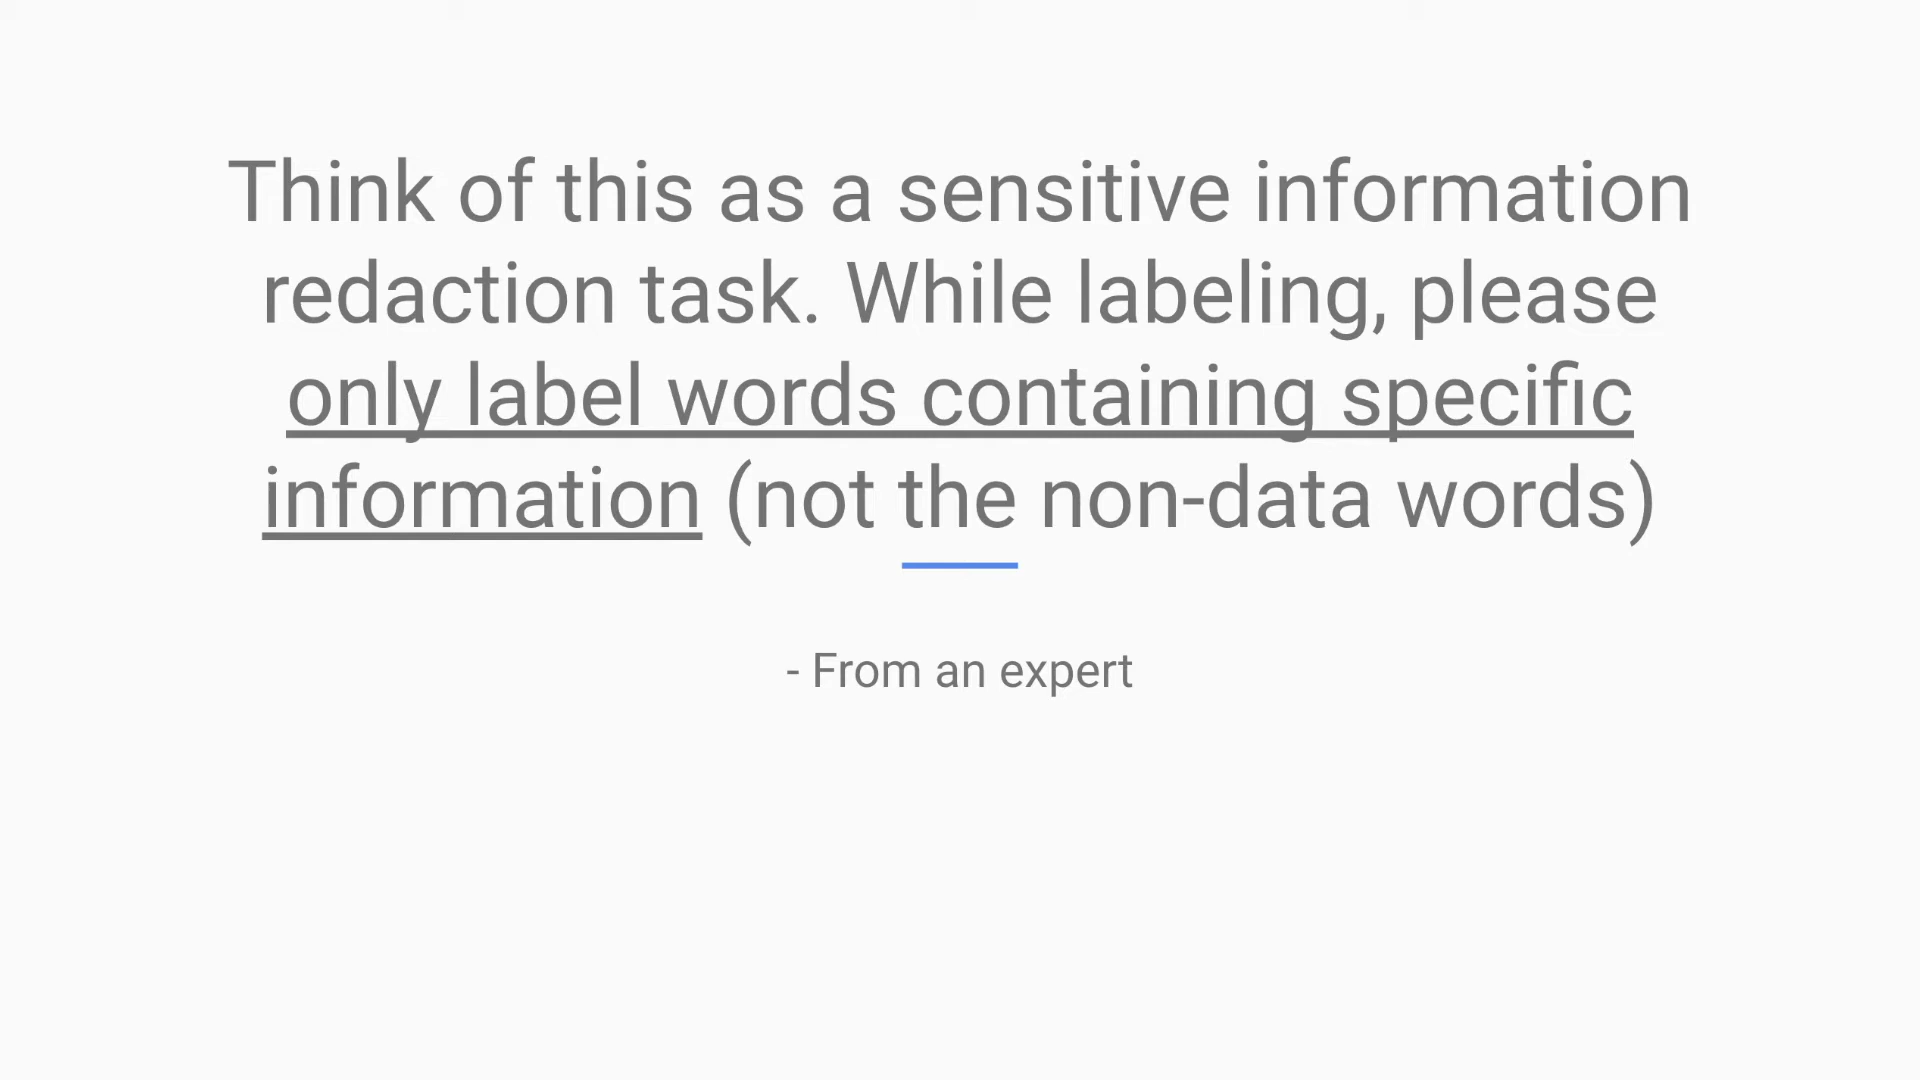 Think of this as a sensitive information
redaction task. While labeling, please
only label words containing specific
information (not the non-data words)
- From an expert